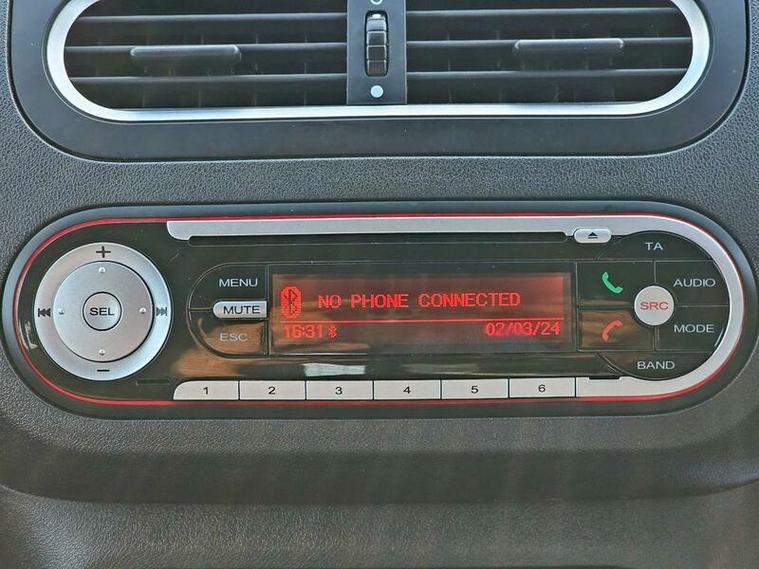 TA
MENU
AUDIO
NO PHONE CONNECTED
SEL
MUTE
SRC
16:31
02/03/24
MODE
ESC
BAND
1 2 3 4 5 6